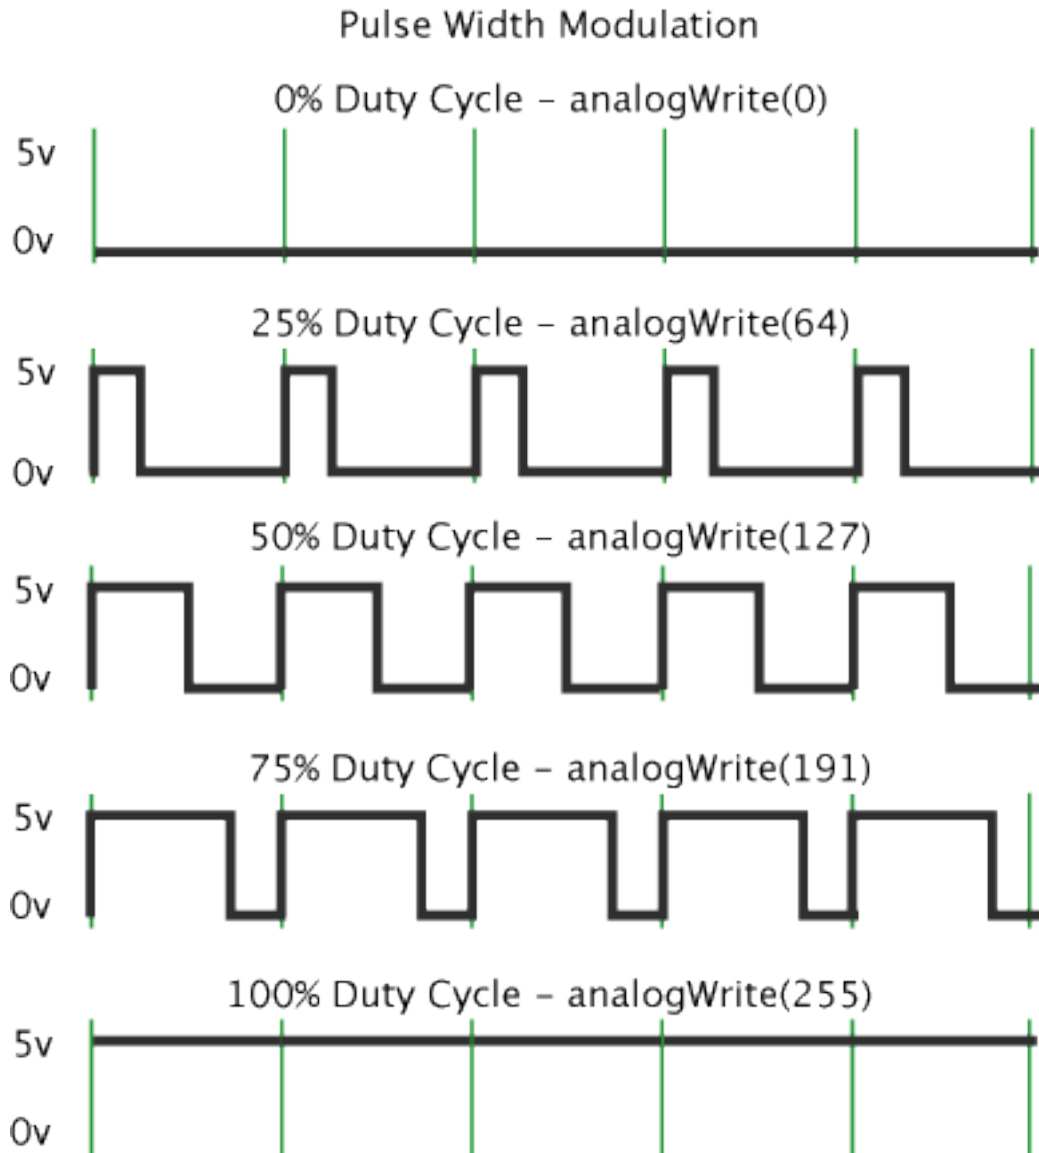 Pulse Width Modulation
0% Duty Cycle – analogWrite(0)
5v
0v
25% Duty Cycle – analogWrite(64)
5v
0v
50% Duty Cycle – analogWrite(127)
5v
0v
75% Duty Cycle – analogWrite(191)
5v
0v
100% Duty Cycle – analogWrite(255)
5v
0v